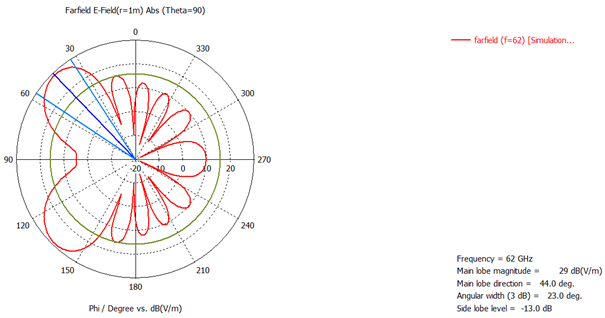 Farfield E-Field(r=1m) Abs (Theta=90)
0
30
330
farfield (f=62) [Simulation...
60
300
90
-20
-10
0
10
20
270
120
240
150
210
180
Phi / Degree vs. dB(V/m)
Frequency = 62 GHz
Main lobe magnitude = 29 dB(V/m)
Main lobe direction = 44.0 deg.
Angular width (3 dB) = 23.0 deg.
Side lobe level = -13.0 dB